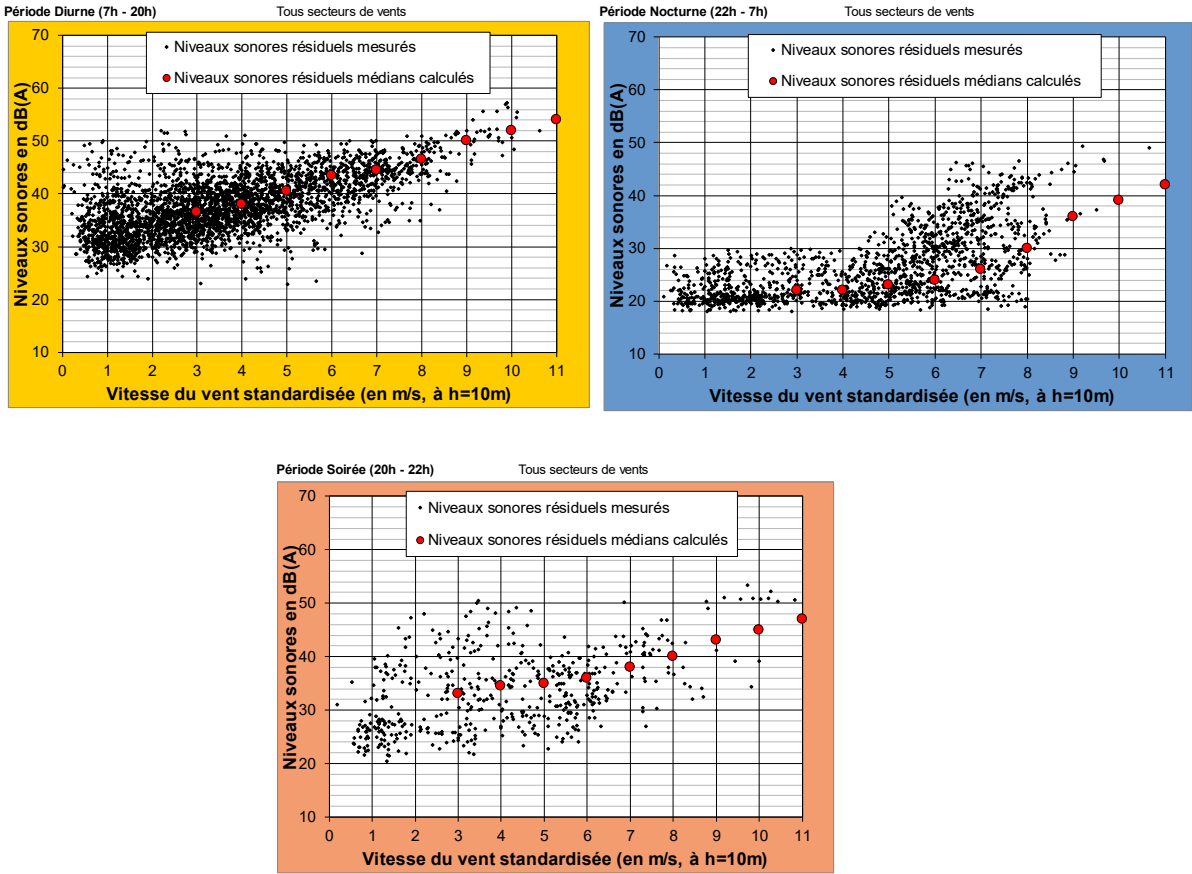 Période Diurne (7h - 20h) Tous secteurs de vents
Niveaux sonores résiduels mesurés
Niveaux sonores résiduels médians calculés
Niveaux sonores en dB(A)
70
60
50
40
30
20
10
0 1 2 3 4 5 6 7 8 9 10 11
Vitesse du vent standardisée (en m/s, à h=10m)
Période Nocturne (22h - 7h) Tous secteurs de vents
Niveaux sonores résiduels mesurés
Niveaux sonores résiduels médians calculés
Niveaux sonores en dB(A)
70
60
50
40
30
20
10
0 1 2 3 4 5 6 7 8 9 10 11
Vitesse du vent standardisée (en m/s, à h=10m)
Période Soirée (20h - 22h) Tous secteurs de vents
Niveaux sonores résiduels mesurés
Niveaux sonores résiduels médians calculés
Niveaux sonores en dB(A)
70
60
50
40
30
20
10
0 1 2 3 4 5 6 7 8 9 10 11
Vitesse du vent standardisée (en m/s, à h=10m)